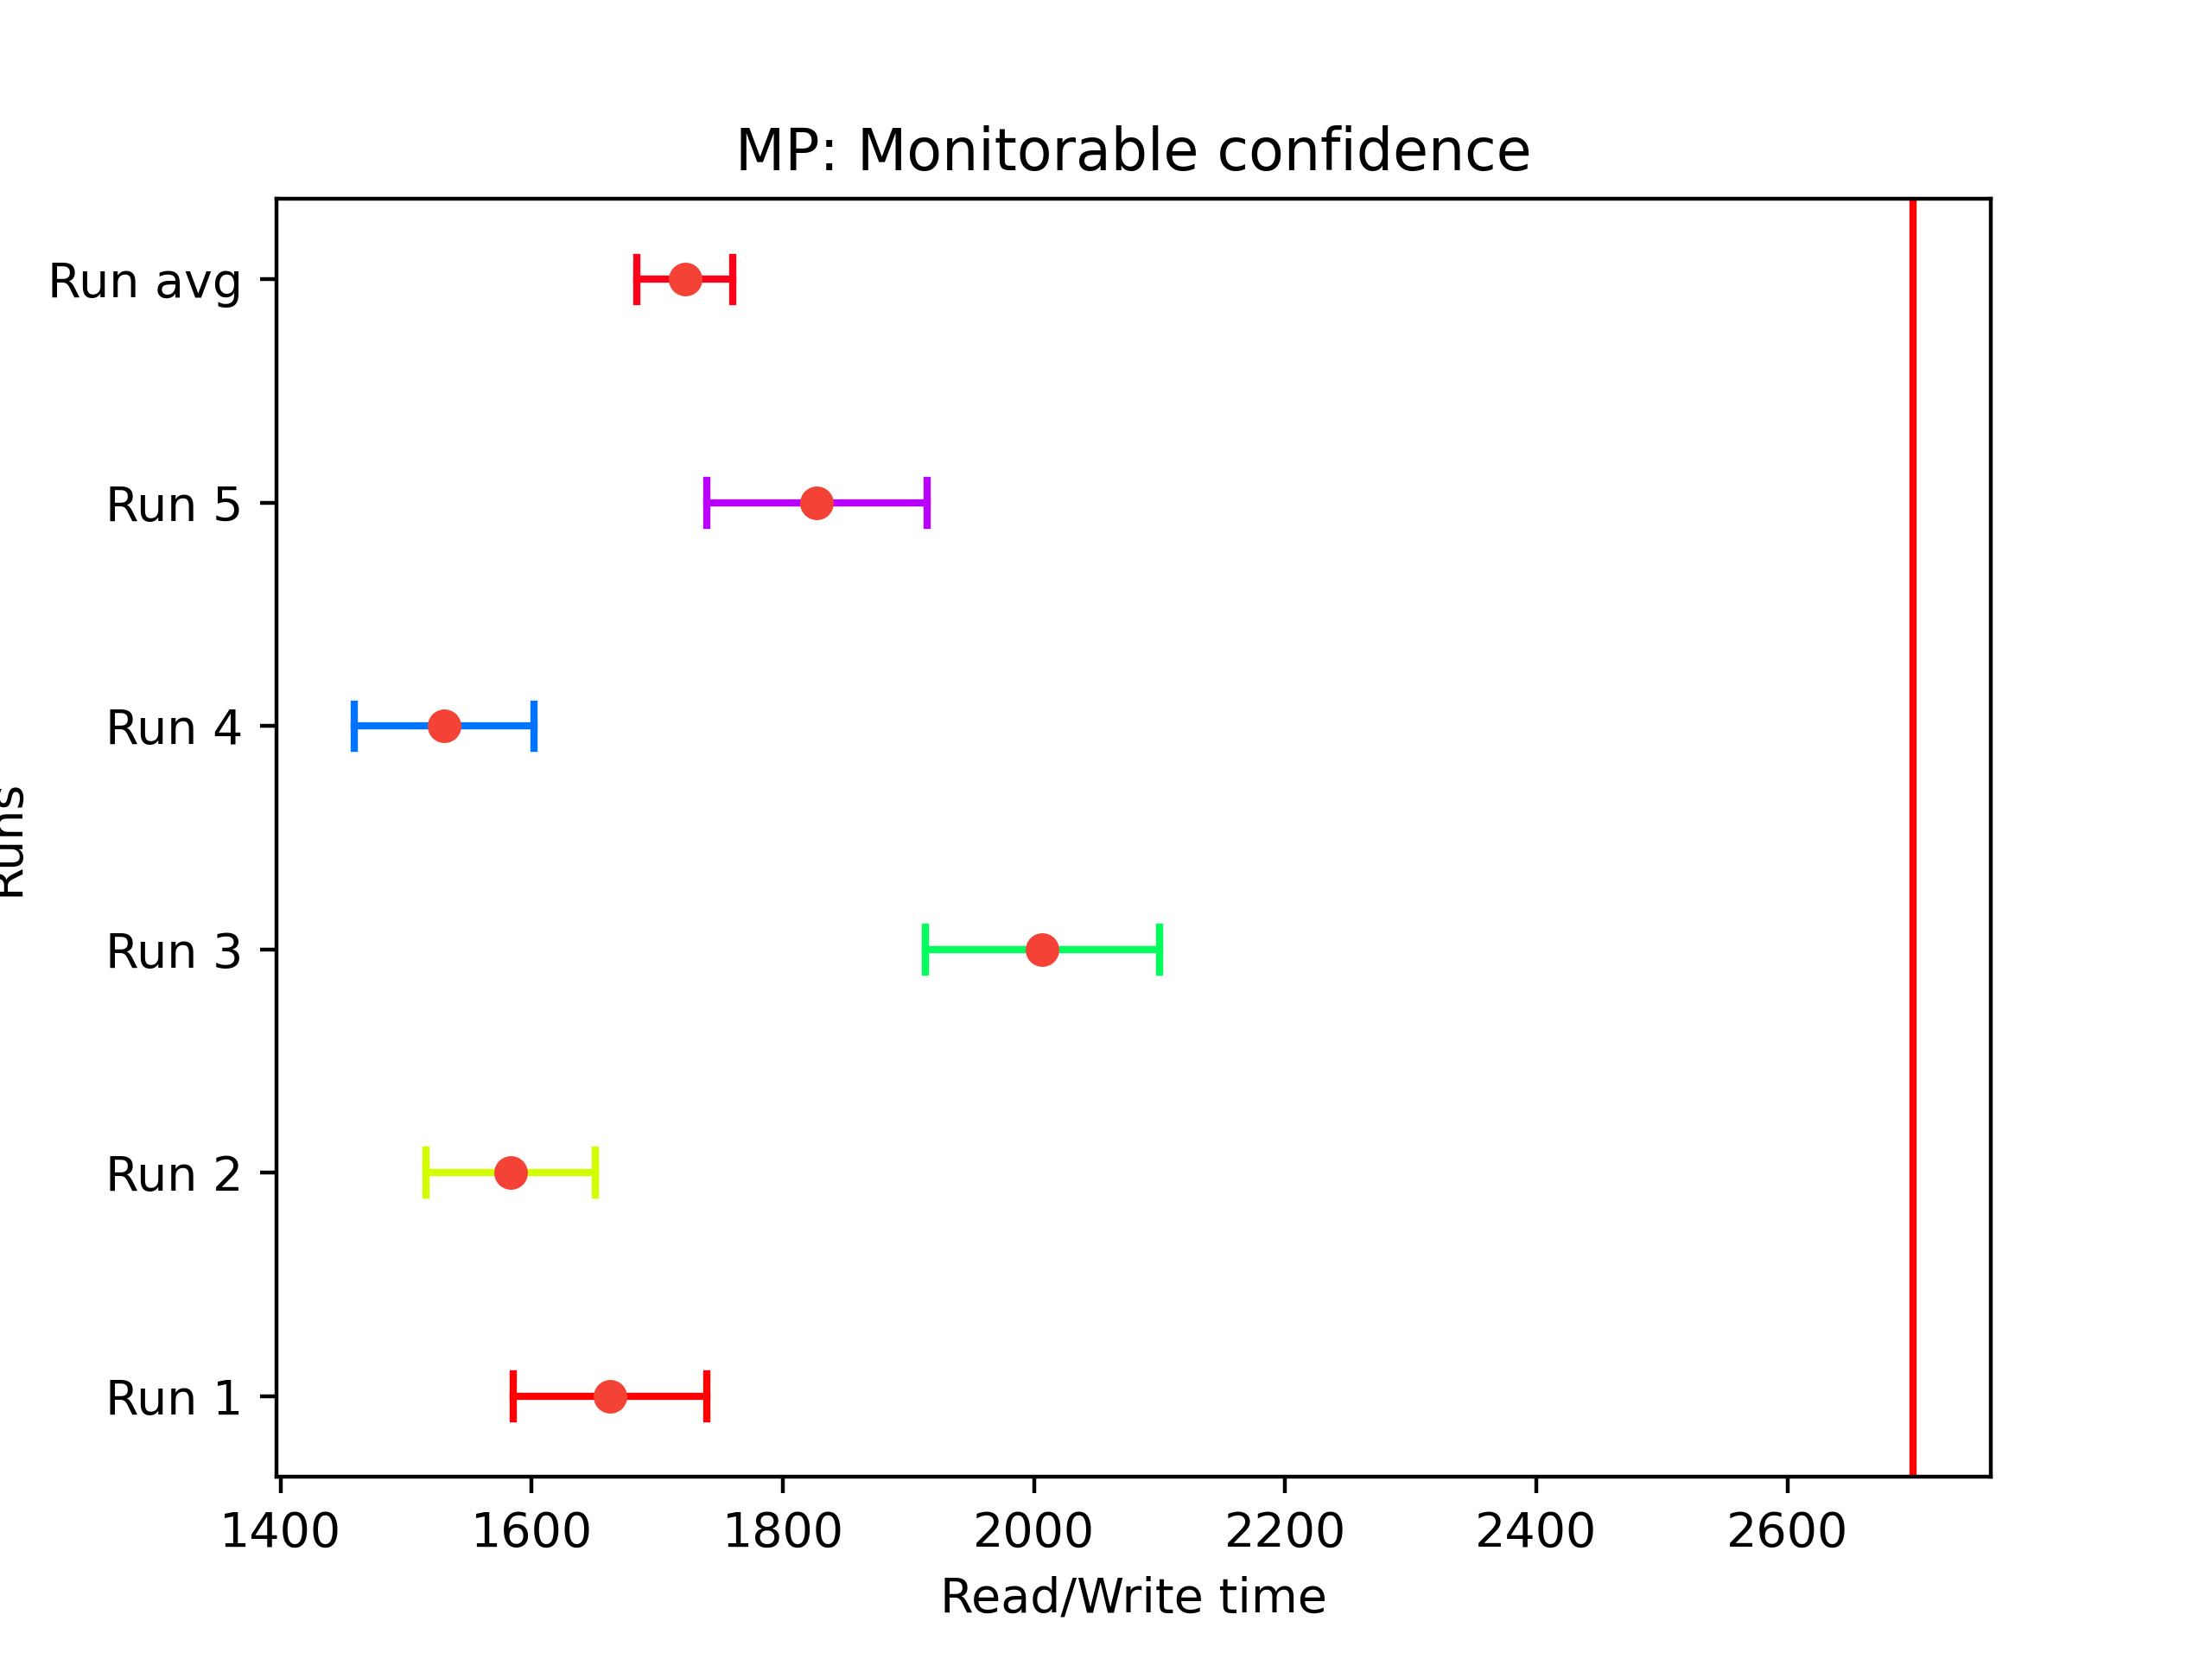 MP: Monitorable confidence
Run avg
Run 5
Run 4
Run 3
Run 2
Run 1
Runs
1400 1600 1800 2000 2200 2400 2600
Read/Write time